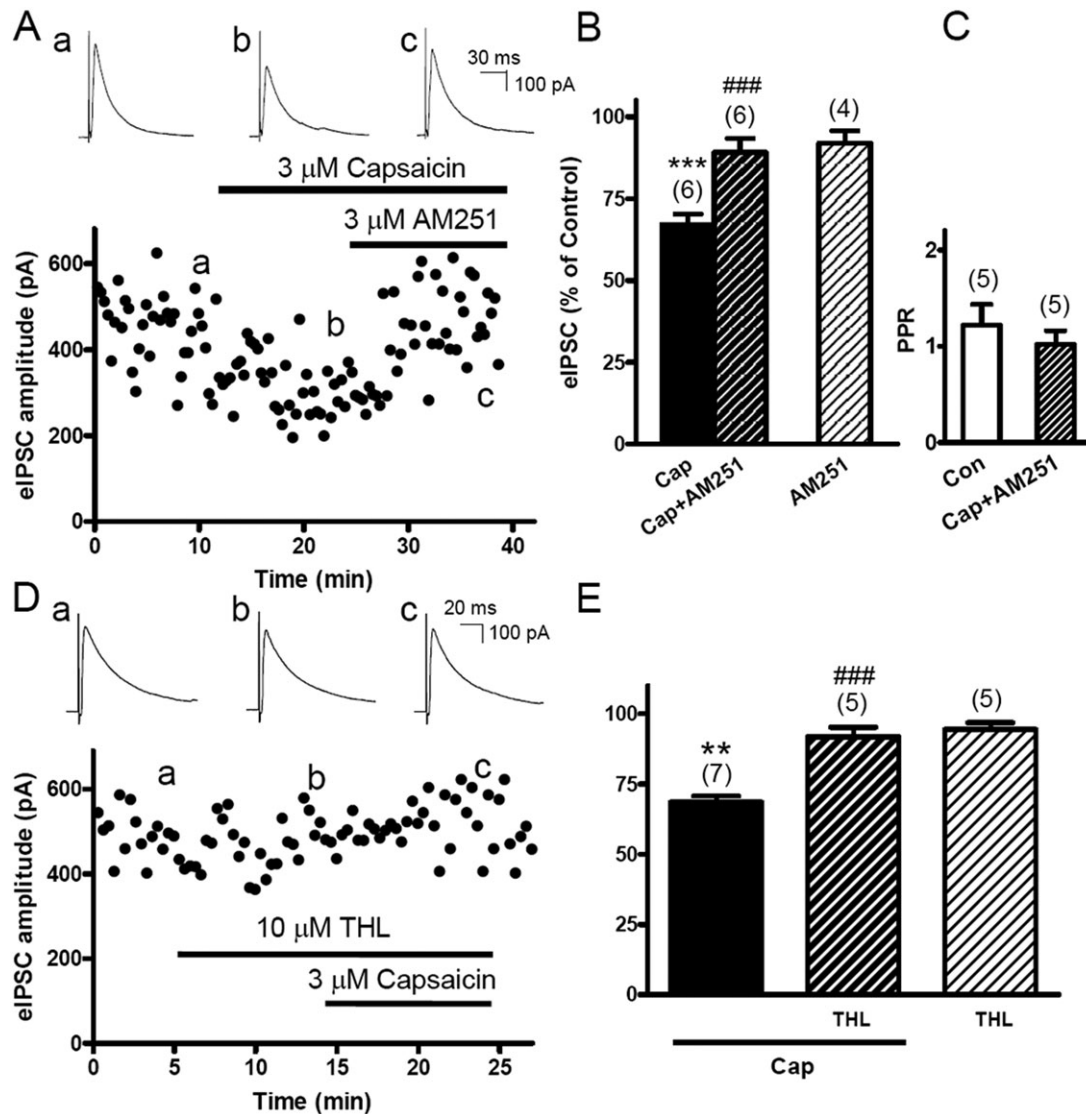 A
a
b
c
30 ms
100 pA
3 μM Capsaicin
3 μM AM251
eIPSC amplitude (pA)
600
400
200
0
a
b
c
0 10 20 30 40
Time (min)
B
eIPSC (% of Control)
100
75
50
25
0
###
(6)
(4)
***
(6)
Cap
Cap+AM251
AM251
C
PPR
2
1
0
(5)
(5)
Con
Cap+AM251
D
a
b
c
20 ms
100 pA
eIPSC amplitude (pA)
600
400
200
0
a
b
c
10 μM THL
3 μM Capsaicin
0 5 10 15 20 25
Time (min)
E
100
75
50
25
0
**
(7)
###
(5)
(5)
THL
THL
Cap